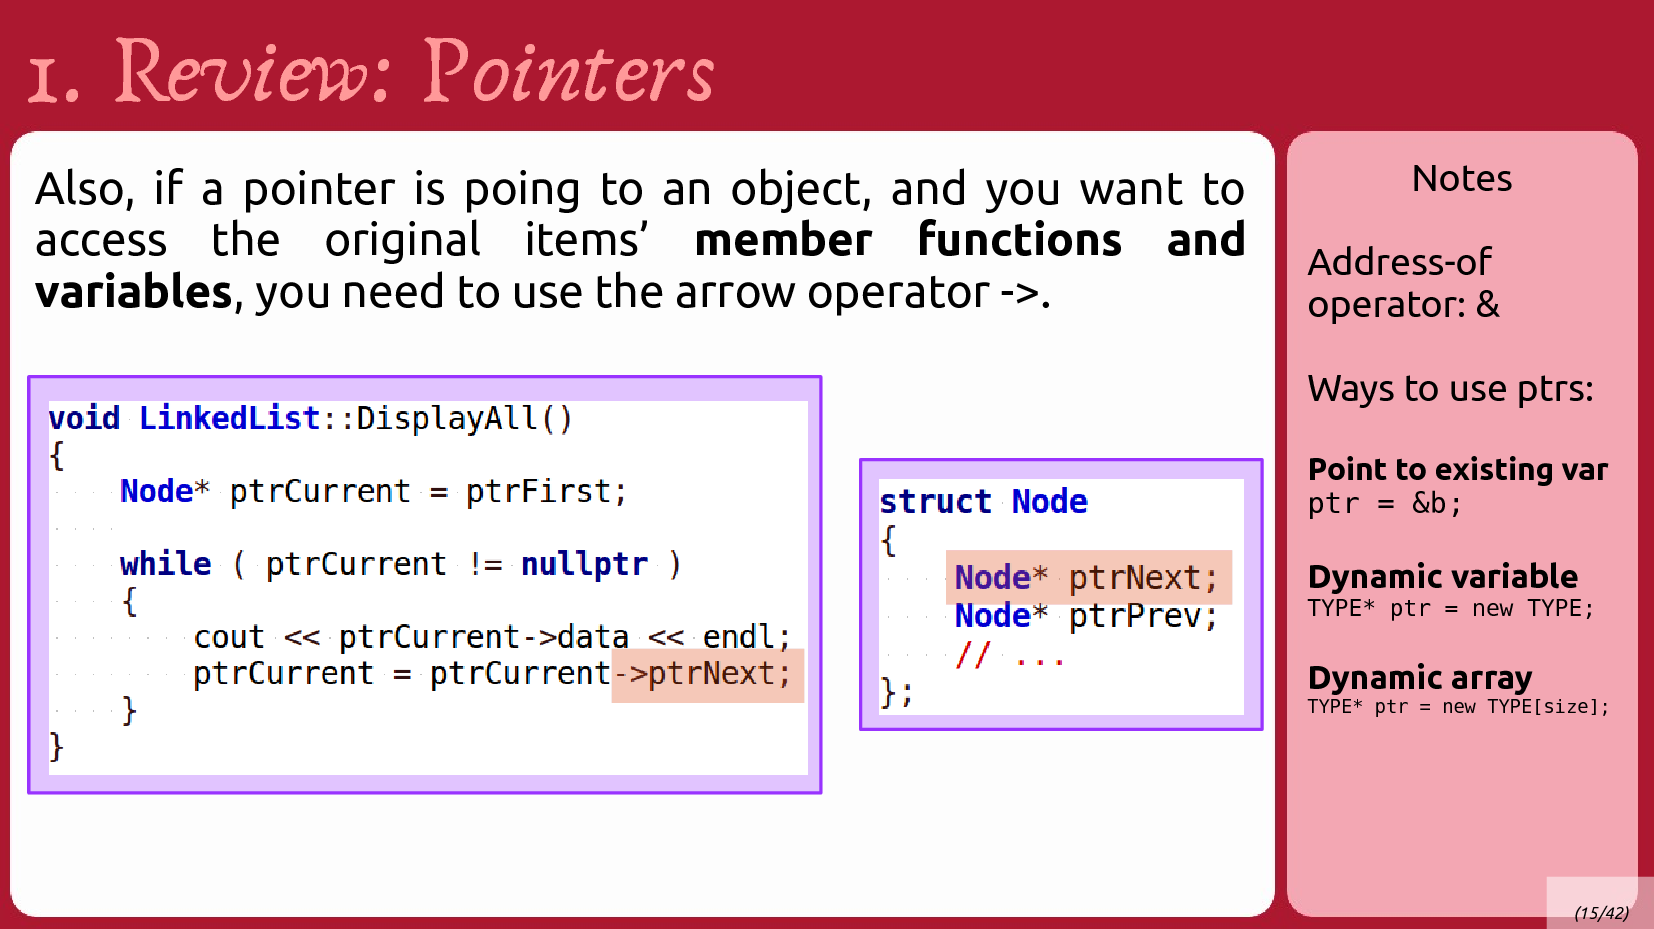 1. Review: Pointers
Also, if a pointer is poing to an object, and you want to
access the original items’ member functions and
variables, you need to use the arrow operator ->.
void LinkedList::DisplayAll()
{
    Node* ptrCurrent = ptrFirst;
    while ( ptrCurrent != nullptr )
    {
        cout << ptrCurrent->data << endl;
        ptrCurrent = ptrCurrent->ptrNext;
    }
}
struct Node
{
    Node* ptrNext;
    Node* ptrPrev;
    // ...
};
Notes
Address-of
operator: &
Ways to use ptrs:
Point to existing var
ptr = &b;
Dynamic variable
TYPE* ptr = new TYPE;
Dynamic array
TYPE* ptr = new TYPE[size];
(15/42)